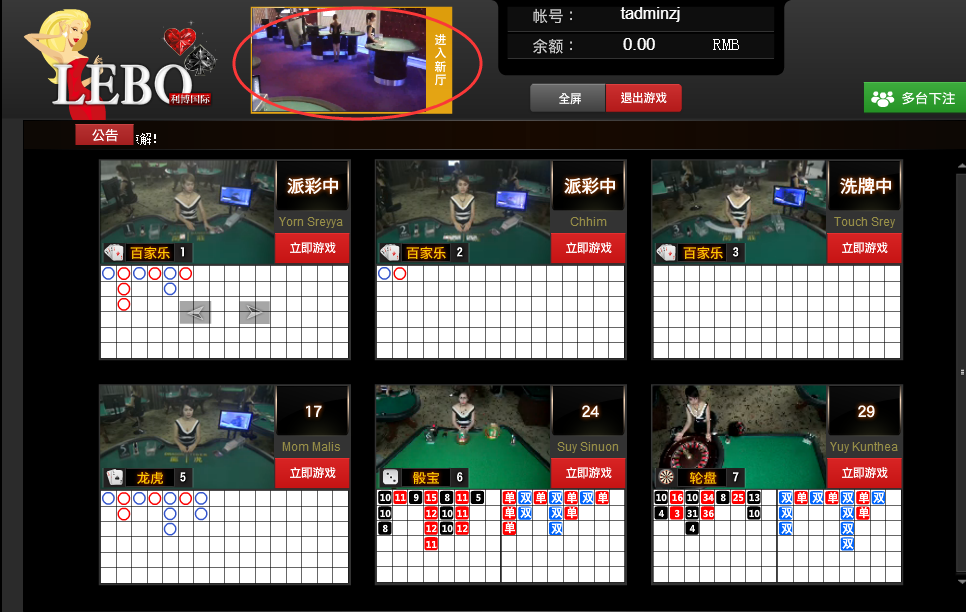 LEBO
利博国际
进入新厅
帐号： tadminzj
余额： 0.00 RMB
全屏 退出游戏
多台下注
公告 解!
派彩中
Yorn Sreyya
立即游戏
百家乐 1
派彩中
Chhim
立即游戏
百家乐 2
洗牌中
Touch Srey
立即游戏
百家乐 3
17
Mom Malis
立即游戏
龙虎 5
24
Suy Sinuon
立即游戏
骰宝 6
10 11 9 15 8 11 5 单 双 单 双 单 双 单
10 12 10 11 单 双 双 单
8 12 10 12 单 双
11
29
Yuy Kunthea
立即游戏
轮盘 7
10 16 10 34 8 25 13 双 单 双 单 双 单 双
4 3 31 36 10 双 双 单
4 双 双
双